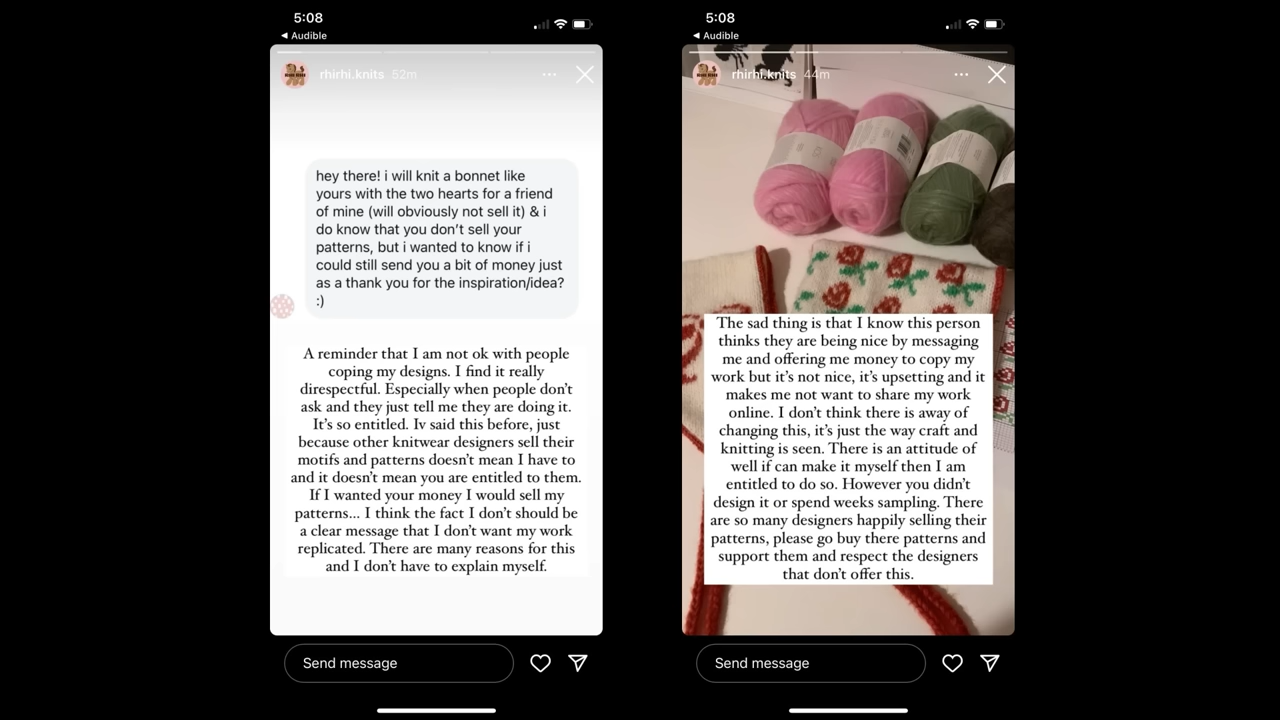 5:08
◀ Audible
rhirhi.knits 52m
hey there! i will knit a bonnet like
yours with the two hearts for a friend
of mine (will obviously not sell it) & i
do know that you don't sell your
patterns, but i wanted to know if i
could still send you a bit of money just
as a thank you for the inspiration/idea?
:)
A reminder that I am not ok with people
coping my designs. I find it really
direspectful. Especially when people don't
ask and they just tell me they are doing it.
It's so entitled. Iv said this before, just
because other knitwear designers sell their
motifs and patterns doesn't mean I have to
and it doesn't mean you are entitled to them.
If I wanted your money I would sell my
patterns... I think the fact I don't should be
a clear message that I don't want my work
replicated. There are many reasons for this
and I don't have to explain myself.
Send message
5:08
◀ Audible
rhirhi.knits 44m
The sad thing is that I know this person
thinks they are being nice by messaging
me and offering me money to copy my
work but it's not nice, it's upsetting and it
makes me not want to share my work
online. I don't think there is away of
changing this, it's just the way craft and
knitting is seen. There is an attitude of
well if can make it myself then I am
entitled to do so. However you didn't
design it or spend weeks sampling. There
are so many designers happily selling their
patterns, please go buy there patterns and
support them and respect the designers
that don't offer this.
Send message